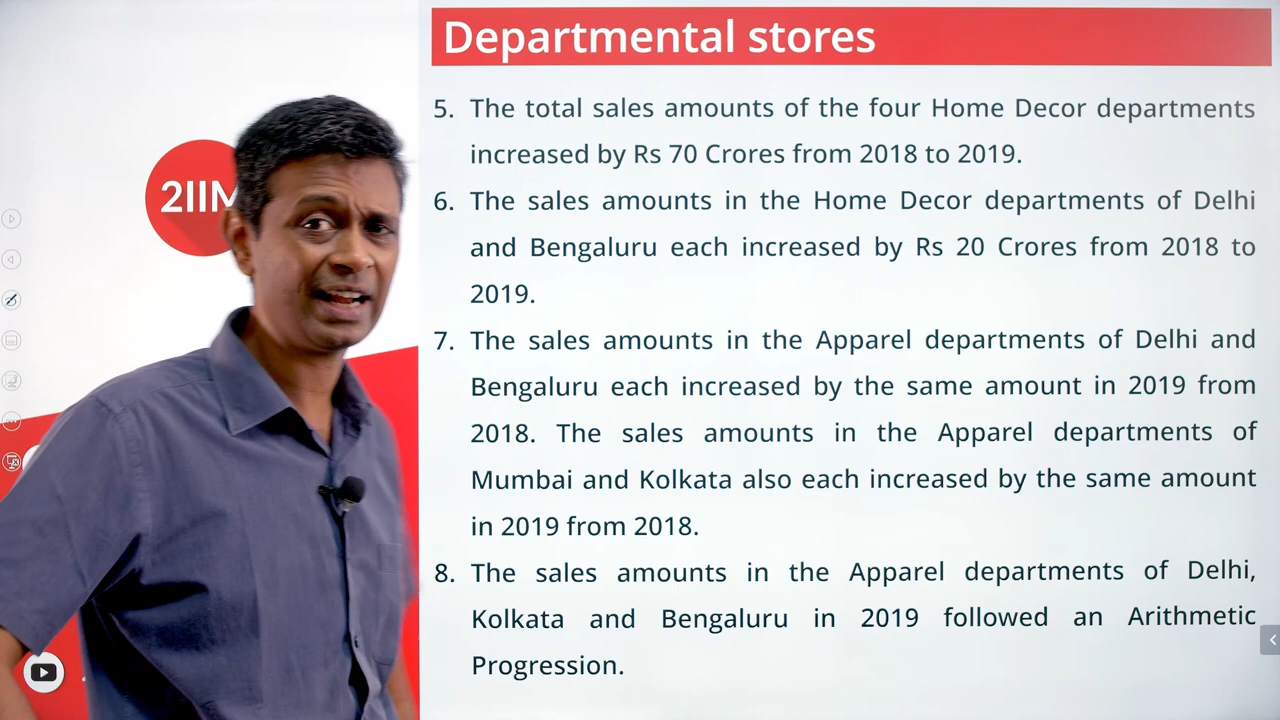 2IIM
Departmental stores
5. The total sales amounts of the four Home Decor departments
increased by Rs 70 Crores from 2018 to 2019.
6. The sales amounts in the Home Decor departments of Delhi
and Bengaluru each increased by Rs 20 Crores from 2018 to
2019.
7. The sales amounts in the Apparel departments of Delhi and
Bengaluru each increased by the same amount in 2019 from
2018. The sales amounts in the Apparel departments of
Mumbai and Kolkata also each increased by the same amount
in 2019 from 2018.
8. The sales amounts in the Apparel departments of Delhi,
Kolkata and Bengaluru in 2019 followed an Arithmetic
Progression.